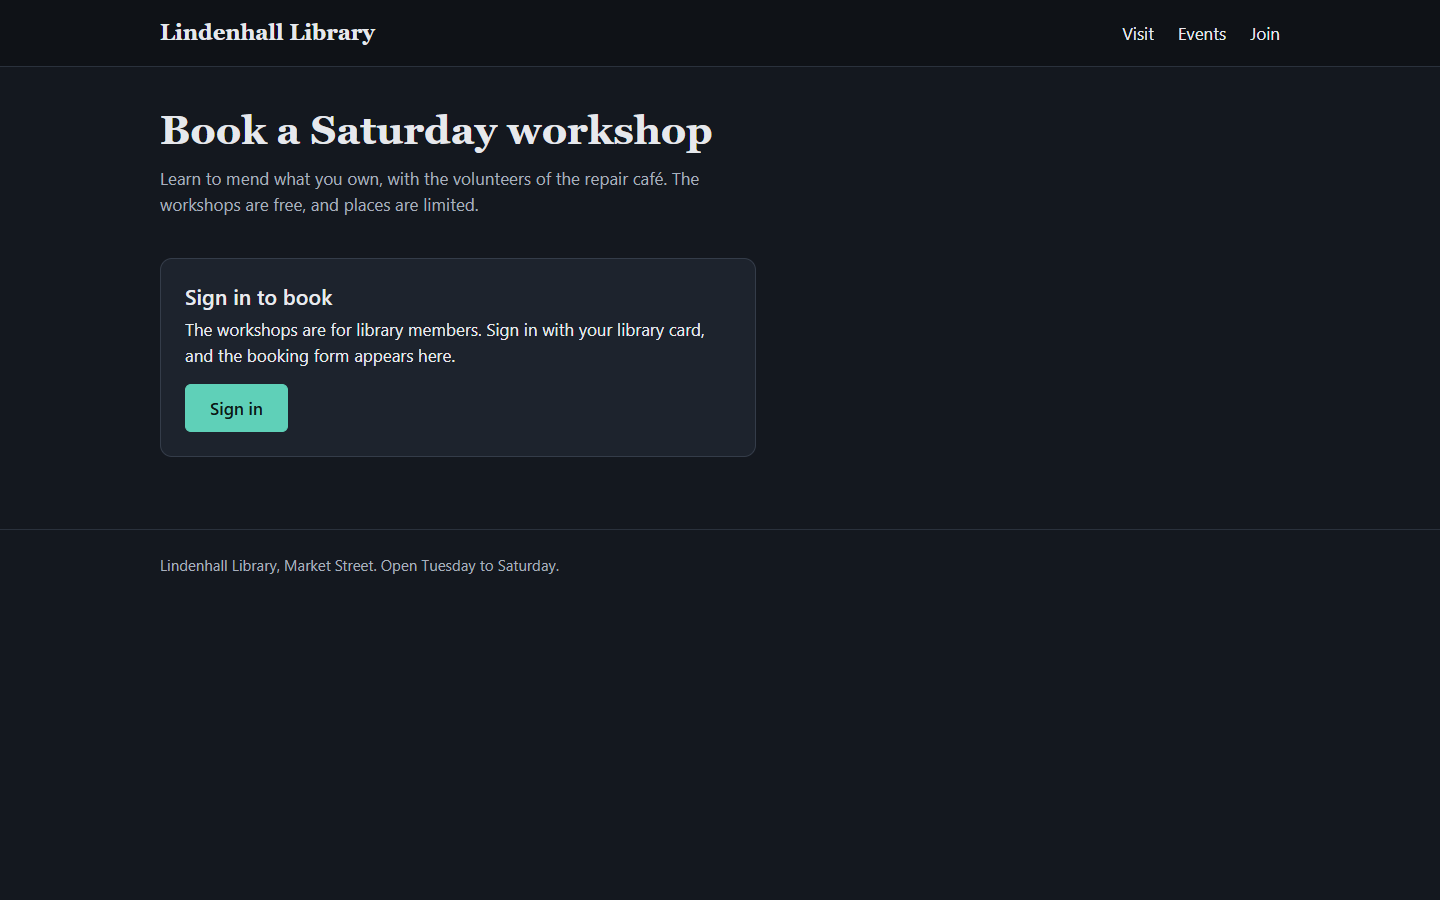 Lindenhall Library
Visit Events Join
Book a Saturday workshop
Learn to mend what you own, with the volunteers of the repair café. The
workshops are free, and places are limited.
Sign in to book
The workshops are for library members. Sign in with your library card,
and the booking form appears here.
Sign in
Lindenhall Library, Market Street. Open Tuesday to Saturday.